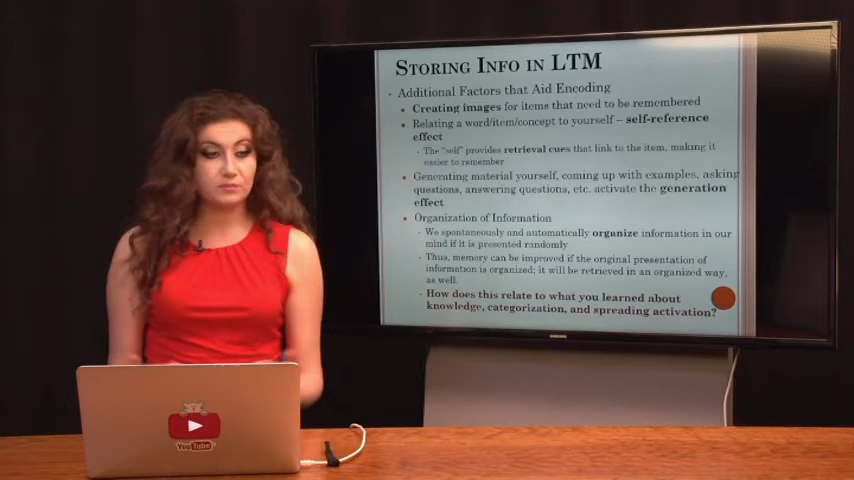 STORING INFO IN LTM
Additional Factors that Aid Encoding
Creating images for items that need to be remembered
Relating a word/item/concept to yourself – self-reference
effect
The "self" provides retrieval cues that link to the item, making it
easier to remember
Generating material yourself, coming up with examples, asking
questions, answering questions, etc. activate the generation
effect
Organization of Information
We spontaneously and automatically organize information in our
mind if it is presented randomly
Thus, memory can be improved if the original presentation of
information is organized; it will be retrieved in an organized way,
as well.
How does this relate to what you learned about
knowledge, categorization, and spreading activation?
YouTube